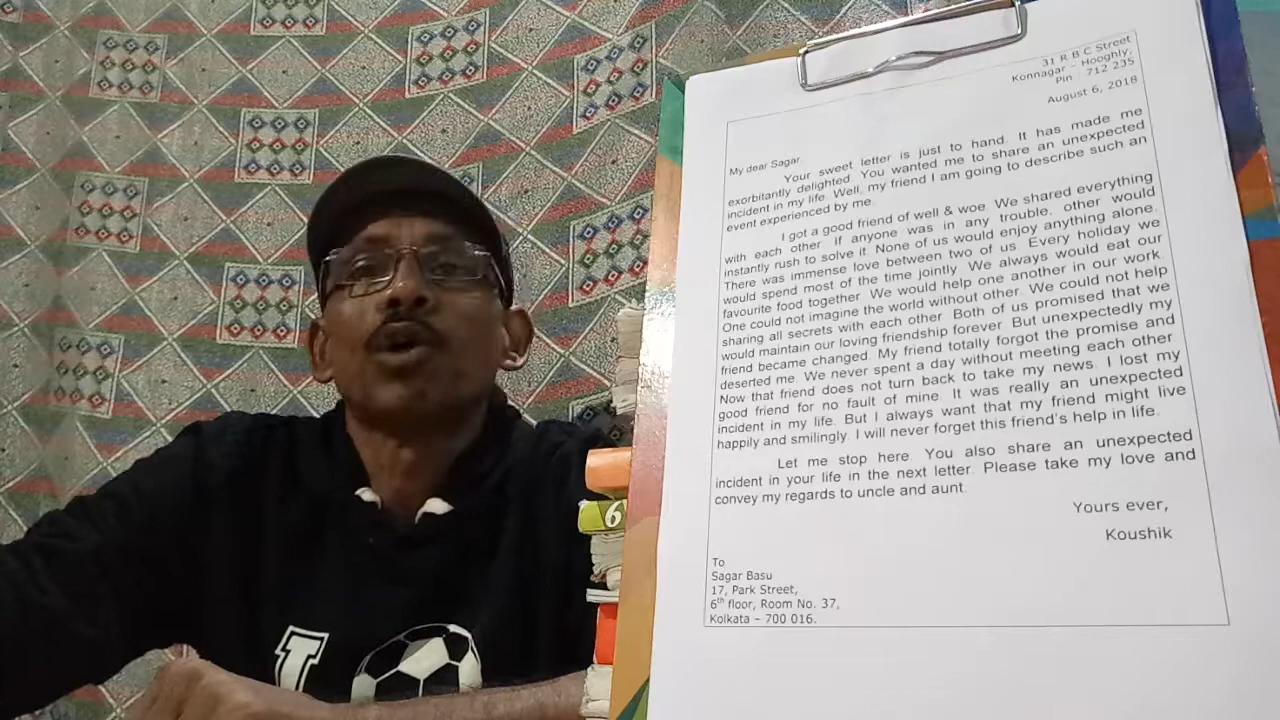 31 R B C Street
Konnagar – Hooghly,
Pin – 712 235
August 6, 2018
My dear Sagar,
Your sweet letter is just to hand. It has made me
exorbitantly delighted. You wanted me to share an unexpected
incident in my life. Well, my friend I am going to describe such an
event experienced by me.
I got a good friend of well & woe. We shared everything
with each other. If anyone was in any trouble, other would
instantly rush to solve it. None of us would enjoy anything alone.
There was immense love between two of us. Every holiday we
would spend most of the time jointly. We always would eat our
favourite food together. We would help one another in our work.
One could not imagine the world without other. We could not help
sharing all secrets with each other. Both of us promised that we
would maintain our loving friendship forever. But unexpectedly my
friend became changed. My friend totally forgot the promise and
deserted me. We never spent a day without meeting each other.
Now that friend does not turn back to take my news. I lost my
good friend for no fault of mine. It was really an unexpected
incident in my life. But I always want that my friend might live
happily and smilingly. I will never forget this friend's help in life.
Let me stop here. You also share an unexpected
incident in your life in the next letter. Please take my love and
convey my regards to uncle and aunt.
Yours ever,
Koushik
To
Sagar Basu
17, Park Street,
6th floor, Room No. 37,
Kolkata – 700 016.
6